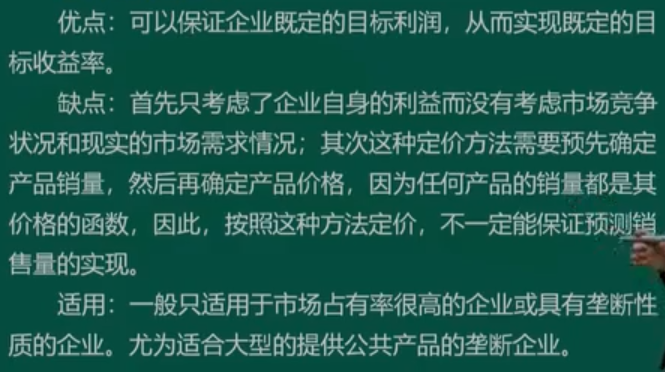 优点：可以保证企业既定的目标利润，从而实现既定的目
标收益率。
缺点：首先只考虑了企业自身的利益而没有考虑市场竞争
状况和现实的市场需求情况；其次这种定价方法需要预先确定
产品销量，然后再确定产品价格，因为任何产品的销量都是其
价格的函数，因此，按照这种方法定价，不一定能保证预测销
售量的实现。
适用：一般只适用于市场占有率很高的企业或具有垄断性
质的企业。尤为适合大型的提供公共产品的垄断企业。